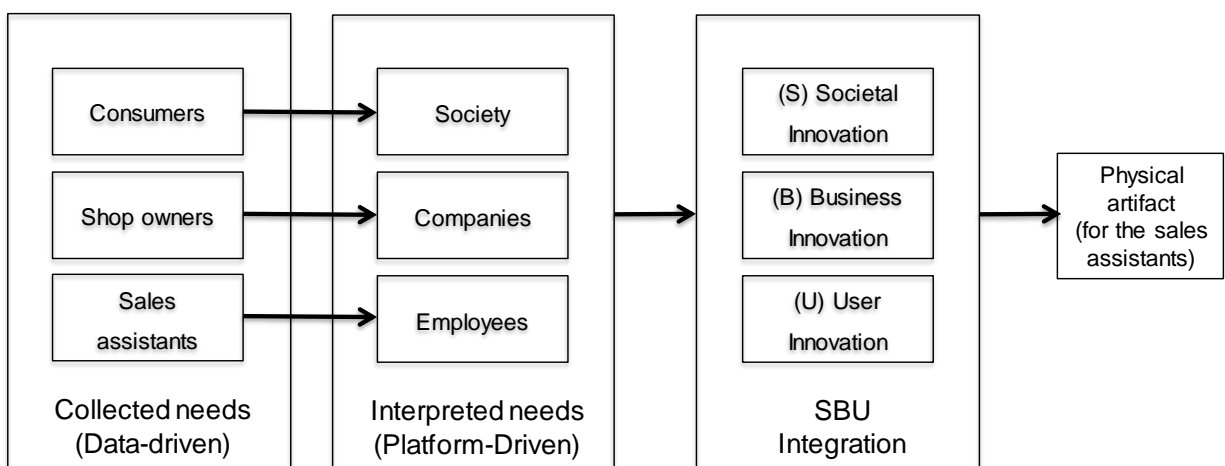 Consumers
Shop owners
Sales
assistants
Collected needs
(Data-driven)
Society
Companies
Employees
Interpreted needs
(Platform-Driven)
(S) Societal
Innovation
(B) Business
Innovation
(U) User
Innovation
SBU
Integration
Physical
artifact
(for the sales
assistants)